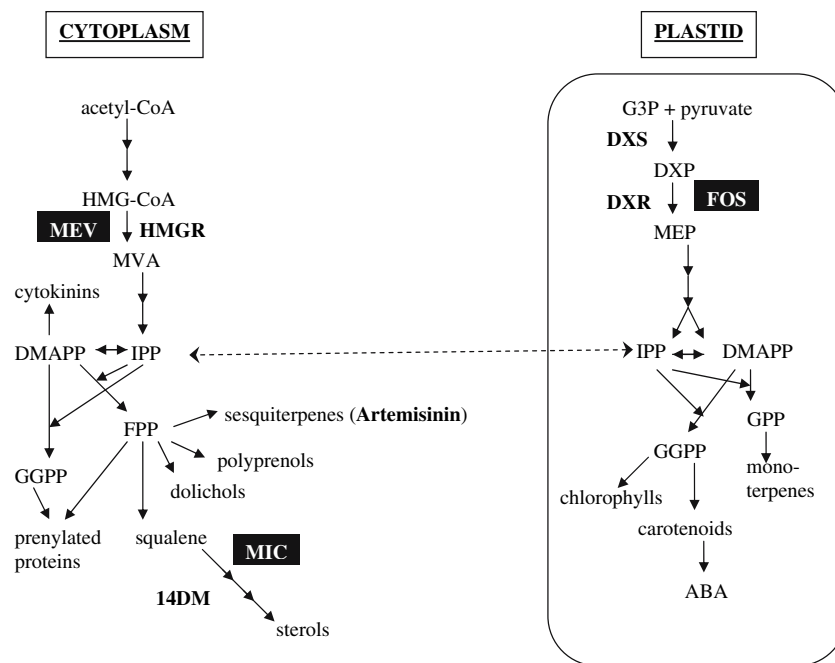 CYTOPLASM
acetyl-CoA
HMG-CoA
MEV
HMGR
MVA
cytokinins
DMAPP
IPP
sesquiterpenes (Artemisinin)
FPP
polyprenols
GGPP
dolichols
prenylated
proteins
squalene
MIC
14DM
sterols
PLASTID
G3P + pyruvate
DXS
DXP
DXR
FOS
MEP
IPP
DMAPP
GPP
GGPP
mono-
terpenes
chlorophylls
carotenoids
ABA